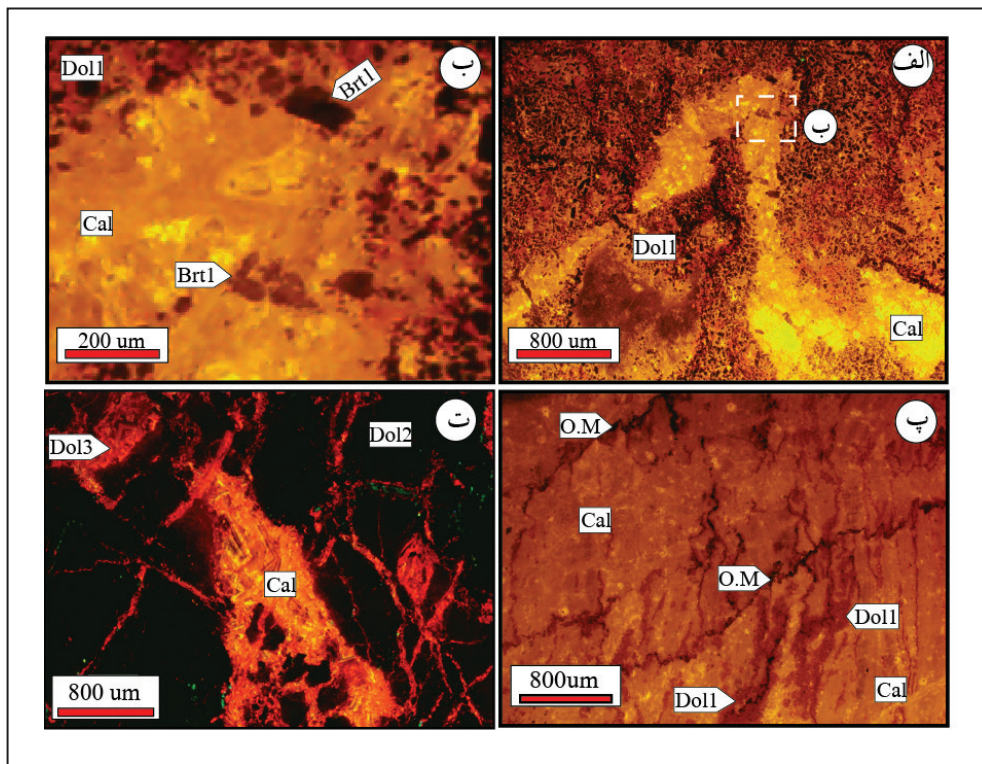 الف
ب
Dol1
Cal
800 um
ب
Dol1
Brt1
Cal
Brt1
200 um
پ
O.M
Cal
O.M
Dol1
Dol1
Cal
800um
ت
Dol3
Dol2
Cal
800 um